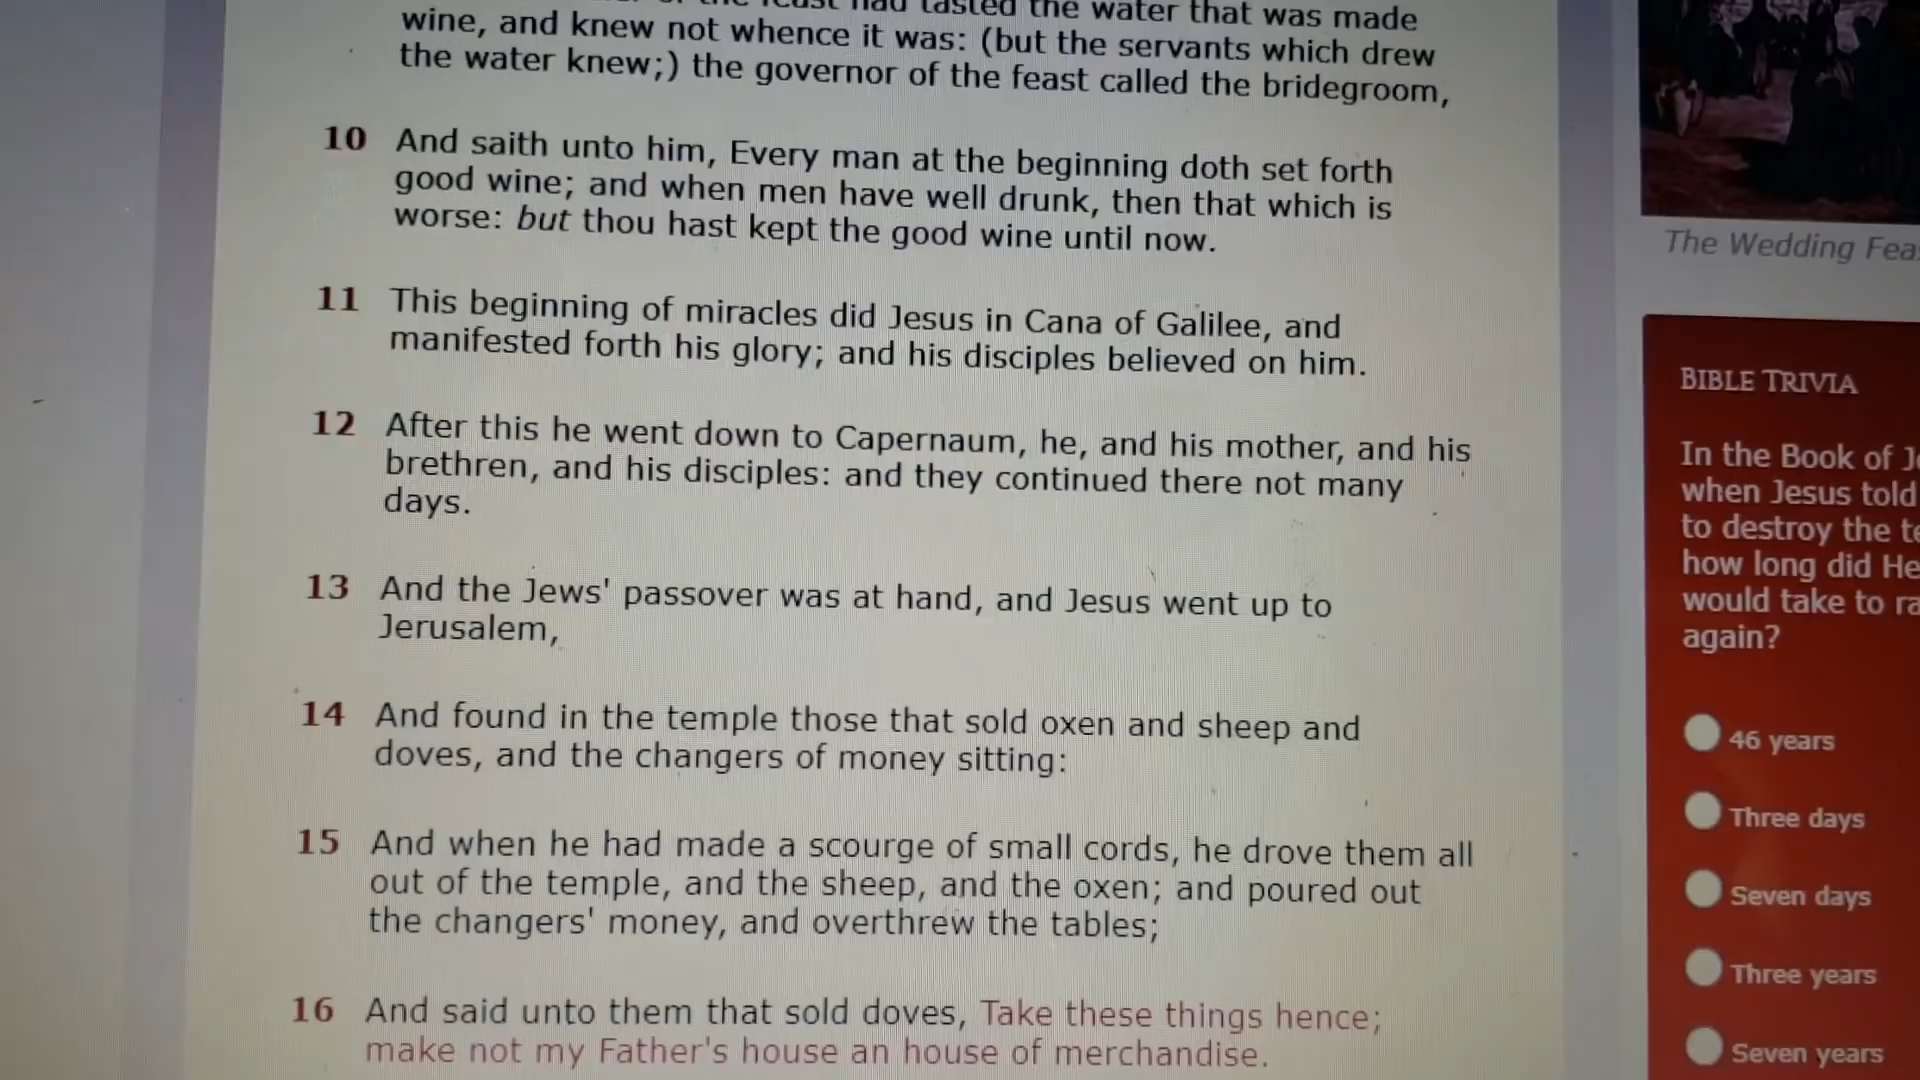 feast had tasted the water that was made
wine, and knew not whence it was: (but the servants which drew
the water knew;) the governor of the feast called the bridegroom,
10 And saith unto him, Every man at the beginning doth set forth
good wine; and when men have well drunk, then that which is
worse: but thou hast kept the good wine until now.
11 This beginning of miracles did Jesus in Cana of Galilee, and
manifested forth his glory; and his disciples believed on him.
12 After this he went down to Capernaum, he, and his mother, and his
brethren, and his disciples: and they continued there not many
days.
13 And the Jews' passover was at hand, and Jesus went up to
Jerusalem,
14 And found in the temple those that sold oxen and sheep and
doves, and the changers of money sitting:
15 And when he had made a scourge of small cords, he drove them all
out of the temple, and the sheep, and the oxen; and poured out
the changers' money, and overthrew the tables;
16 And said unto them that sold doves, Take these things hence;
make not my Father's house an house of merchandise.
The Wedding
BIBLE TRIVIA
In the Book of
when Jesus told
to destroy the
how long did He
would take to
again?
46 years
Three days
Seven days
Three years
Seven years